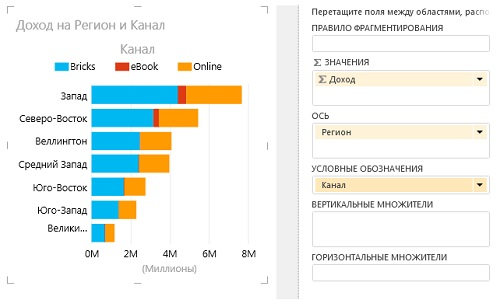 Доход на Регион и Канал
Канал
Bricks eBook Online
Запад
Северо-Восток
Веллингтон
Средний Запад
Юго-Восток
Юго-Запад
Велики...
0M 2M 4M 6M 8M
(Миллионы)
Перетащите поля между областями, распо
ПРАВИЛО ФРАГМЕНТИРОВАНИЯ
Σ ЗНАЧЕНИЯ
Σ Доход
ОСЬ
Регион
УСЛОВНЫЕ ОБОЗНАЧЕНИЯ
Канал
ВЕРТИКАЛЬНЫЕ МНОЖИТЕЛИ
ГОРИЗОНТАЛЬНЫЕ МНОЖИТЕЛИ